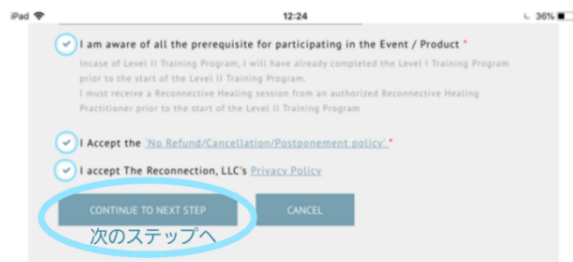 iPad 12:24 36%
I am aware of all the prerequisite for participating in the Event / Product *
Incase of Level II Training Program, I will have already completed the Level I Training Program
prior to the start of the Level II Training Program.
I must receive a Reconnective Healing session from an authorized Reconnective Healing
Practitioner prior to the start of the Level II Training Program
I Accept the "No Refund/Cancellation/Postponement policy" *
I accept The Reconnection, LLC's Privacy Policy
CONTINUE TO NEXT STEP CANCEL
次のステップへ